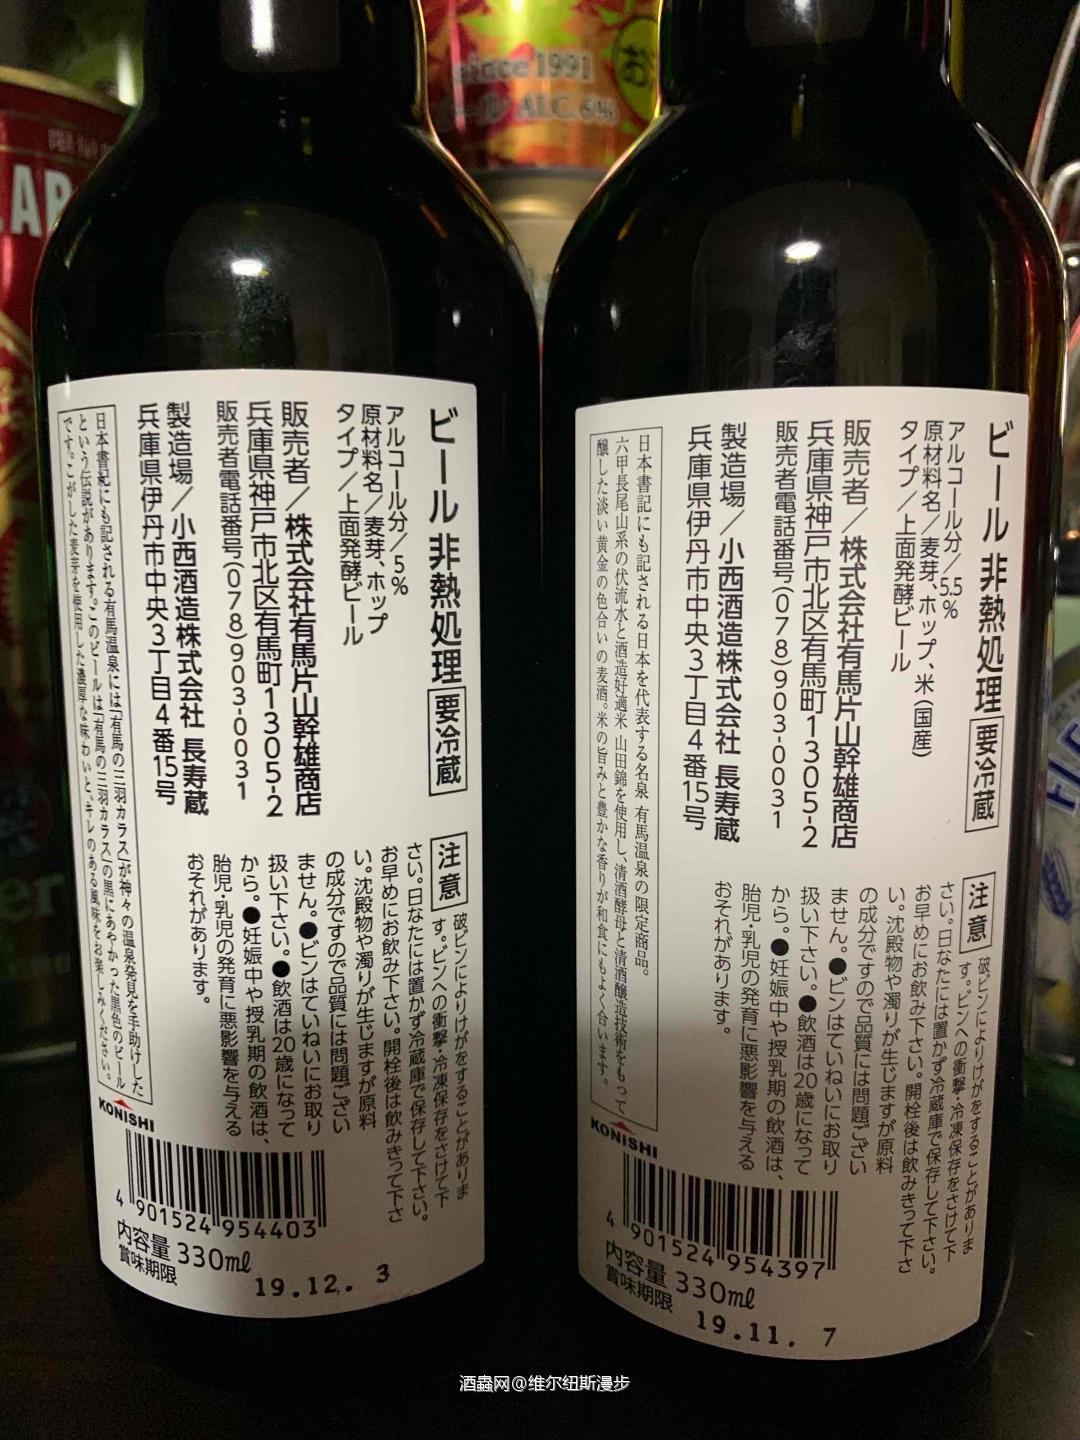 since 1991
ALC.6%
ビール 非熱処理 要冷蔵
アルコール分／5%
原材料名／麦芽、ホップ
タイプ／上面発酵ビール
販売者／株式会社有馬片山幹雄商店
兵庫県神戸市北区有馬町1305-2
販売者電話番号(078)903-0031
製造場／小西酒造株式会社 長寿蔵
兵庫県伊丹市中央3丁目4番15号
日本書紀にも記される有馬温泉には「有馬の三羽カラス」が神々の温泉発見を手助けした
という伝説があります。このビールは「有馬の三羽カラス」の黒にあやかった黒色のビール
です。こがした麦芽を使用した濃厚な味わいと、キレのある風味をお楽しみください。
注意 破ビンによりけがをすることがありま
す。ビンへの衝撃・冷凍保存をさけて下
さい。日なたには置かず冷蔵庫で保存して下さい。
お早めにお飲み下さい。開栓後は飲みきって下さ
い。沈殿物や濁りが生じますが原料
の成分ですので品質には問題ござい
ません。●ビンはていねいにお取り
扱い下さい。●飲酒は20歳になって
から。●妊娠中や授乳期の飲酒は、
胎児・乳児の発育に悪影響を与える
おそれがあります。
KONISHI
4 901524 954403
内容量 330ml
賞味期限 19.12. 3
ビール 非熱処理 要冷蔵
アルコール分／5.5%
原材料名／麦芽、ホップ、米(国産)
タイプ／上面発酵ビール
販売者／株式会社有馬片山幹雄商店
兵庫県神戸市北区有馬町1305-2
販売者電話番号(078)903-0031
製造場／小西酒造株式会社 長寿蔵
兵庫県伊丹市中央3丁目4番15号
日本書記にも記される日本を代表する名泉 有馬温泉の限定商品。
六甲長尾山系の伏流水と酒造好適米 山田錦を使用し、清酒酵母と清酒醸造技術をもって
醸した淡い黄金の色合いの麦酒。米の旨みと豊かな香りが和食にもよく合います。
注意 破ビンによりけがをすることがありま
す。ビンへの衝撃・冷凍保存をさけて下
さい。日なたには置かず冷蔵庫で保存して下さい。
お早めにお飲み下さい。開栓後は飲みきって下さ
い。沈殿物や濁りが生じますが原料
の成分ですので品質には問題ござい
ません。●ビンはていねいにお取り
扱い下さい。●飲酒は20歳になって
から。●妊娠中や授乳期の飲酒は、
胎児・乳児の発育に悪影響を与える
おそれがあります。
KONISHI
4 901524 954397
内容量 330ml
賞味期限 19.11. 7
酒蟲网@维尔纽斯漫步